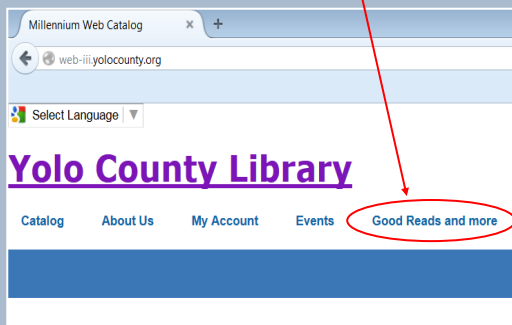 Millennium Web Catalog × +
web-iii.yolocounty.org
Select Language ▼
Yolo County Library
Catalog About Us My Account Events Good Reads and more